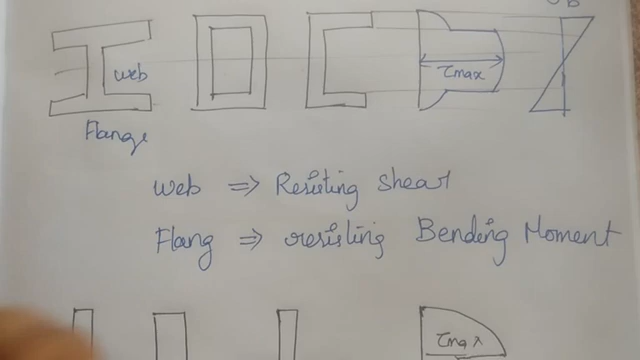 b
web
τmax
Flange
web => Resisting shear
Flang => resisting Bending Moment
τmax